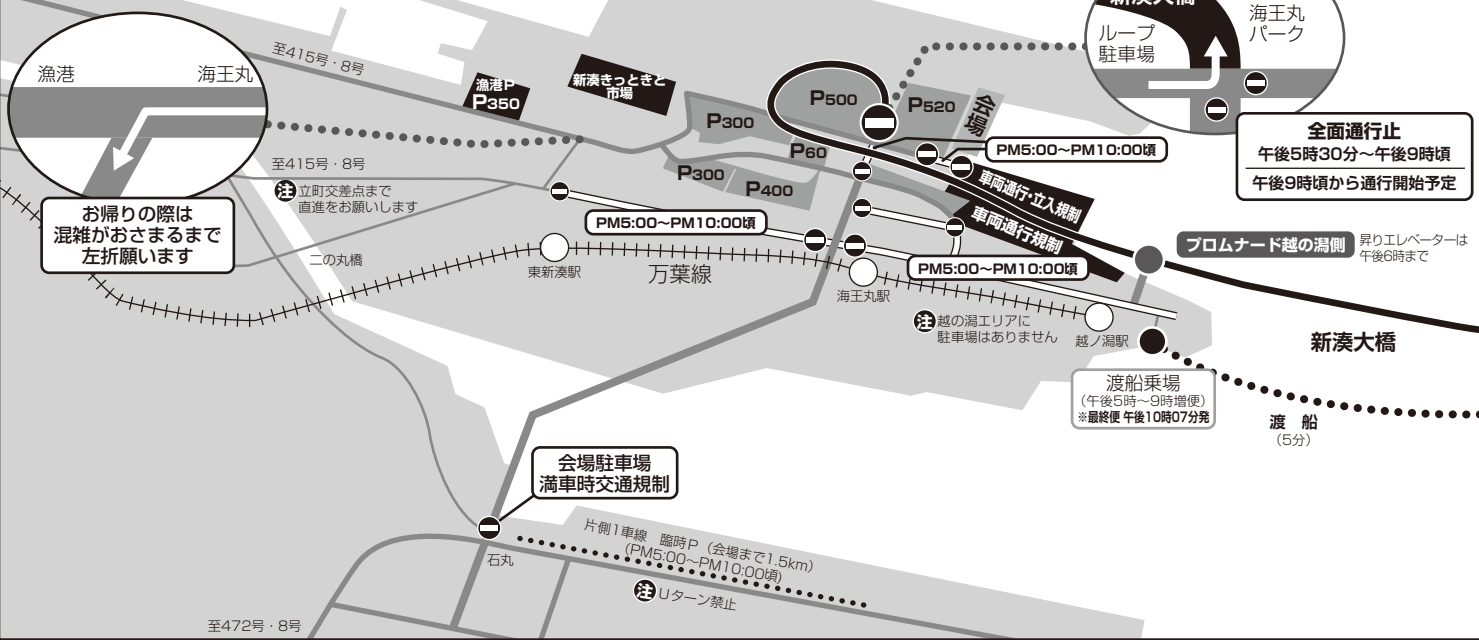 新湊大橋
ループ
駐車場
海王丸
パーク
漁港
海王丸
至415号・8号
漁港P
P350
新湊きっときと
市場
P500
P520
会場
P300
P60
P300
P400
PM5:00〜PM10:00頃
全面通行止
午後5時30分〜午後9時頃
午後9時頃から通行開始予定
至415号・8号
注 立町交差点まで
直進をお願いします
車両通行・立入規制
車両通行規制
お帰りの際は
混雑がおさまるまで
左折願います
PM5:00〜PM10:00頃
プロムナード越の潟側
昇りエレベーターは
午後6時まで
二の丸橋
東新湊駅
万葉線
PM5:00〜PM10:00頃
海王丸駅
注 越の潟エリアに
駐車場はありません
越ノ潟駅
新湊大橋
渡船乗場
(午後5時〜9時増便)
※最終便 午後10時07分発
渡 船
(5分)
会場駐車場
満車時交通規制
石丸
片側1車線 臨時P(会場まで1.5km)
(PM5:00〜PM10:00頃)
注 Uターン禁止
至472号・8号